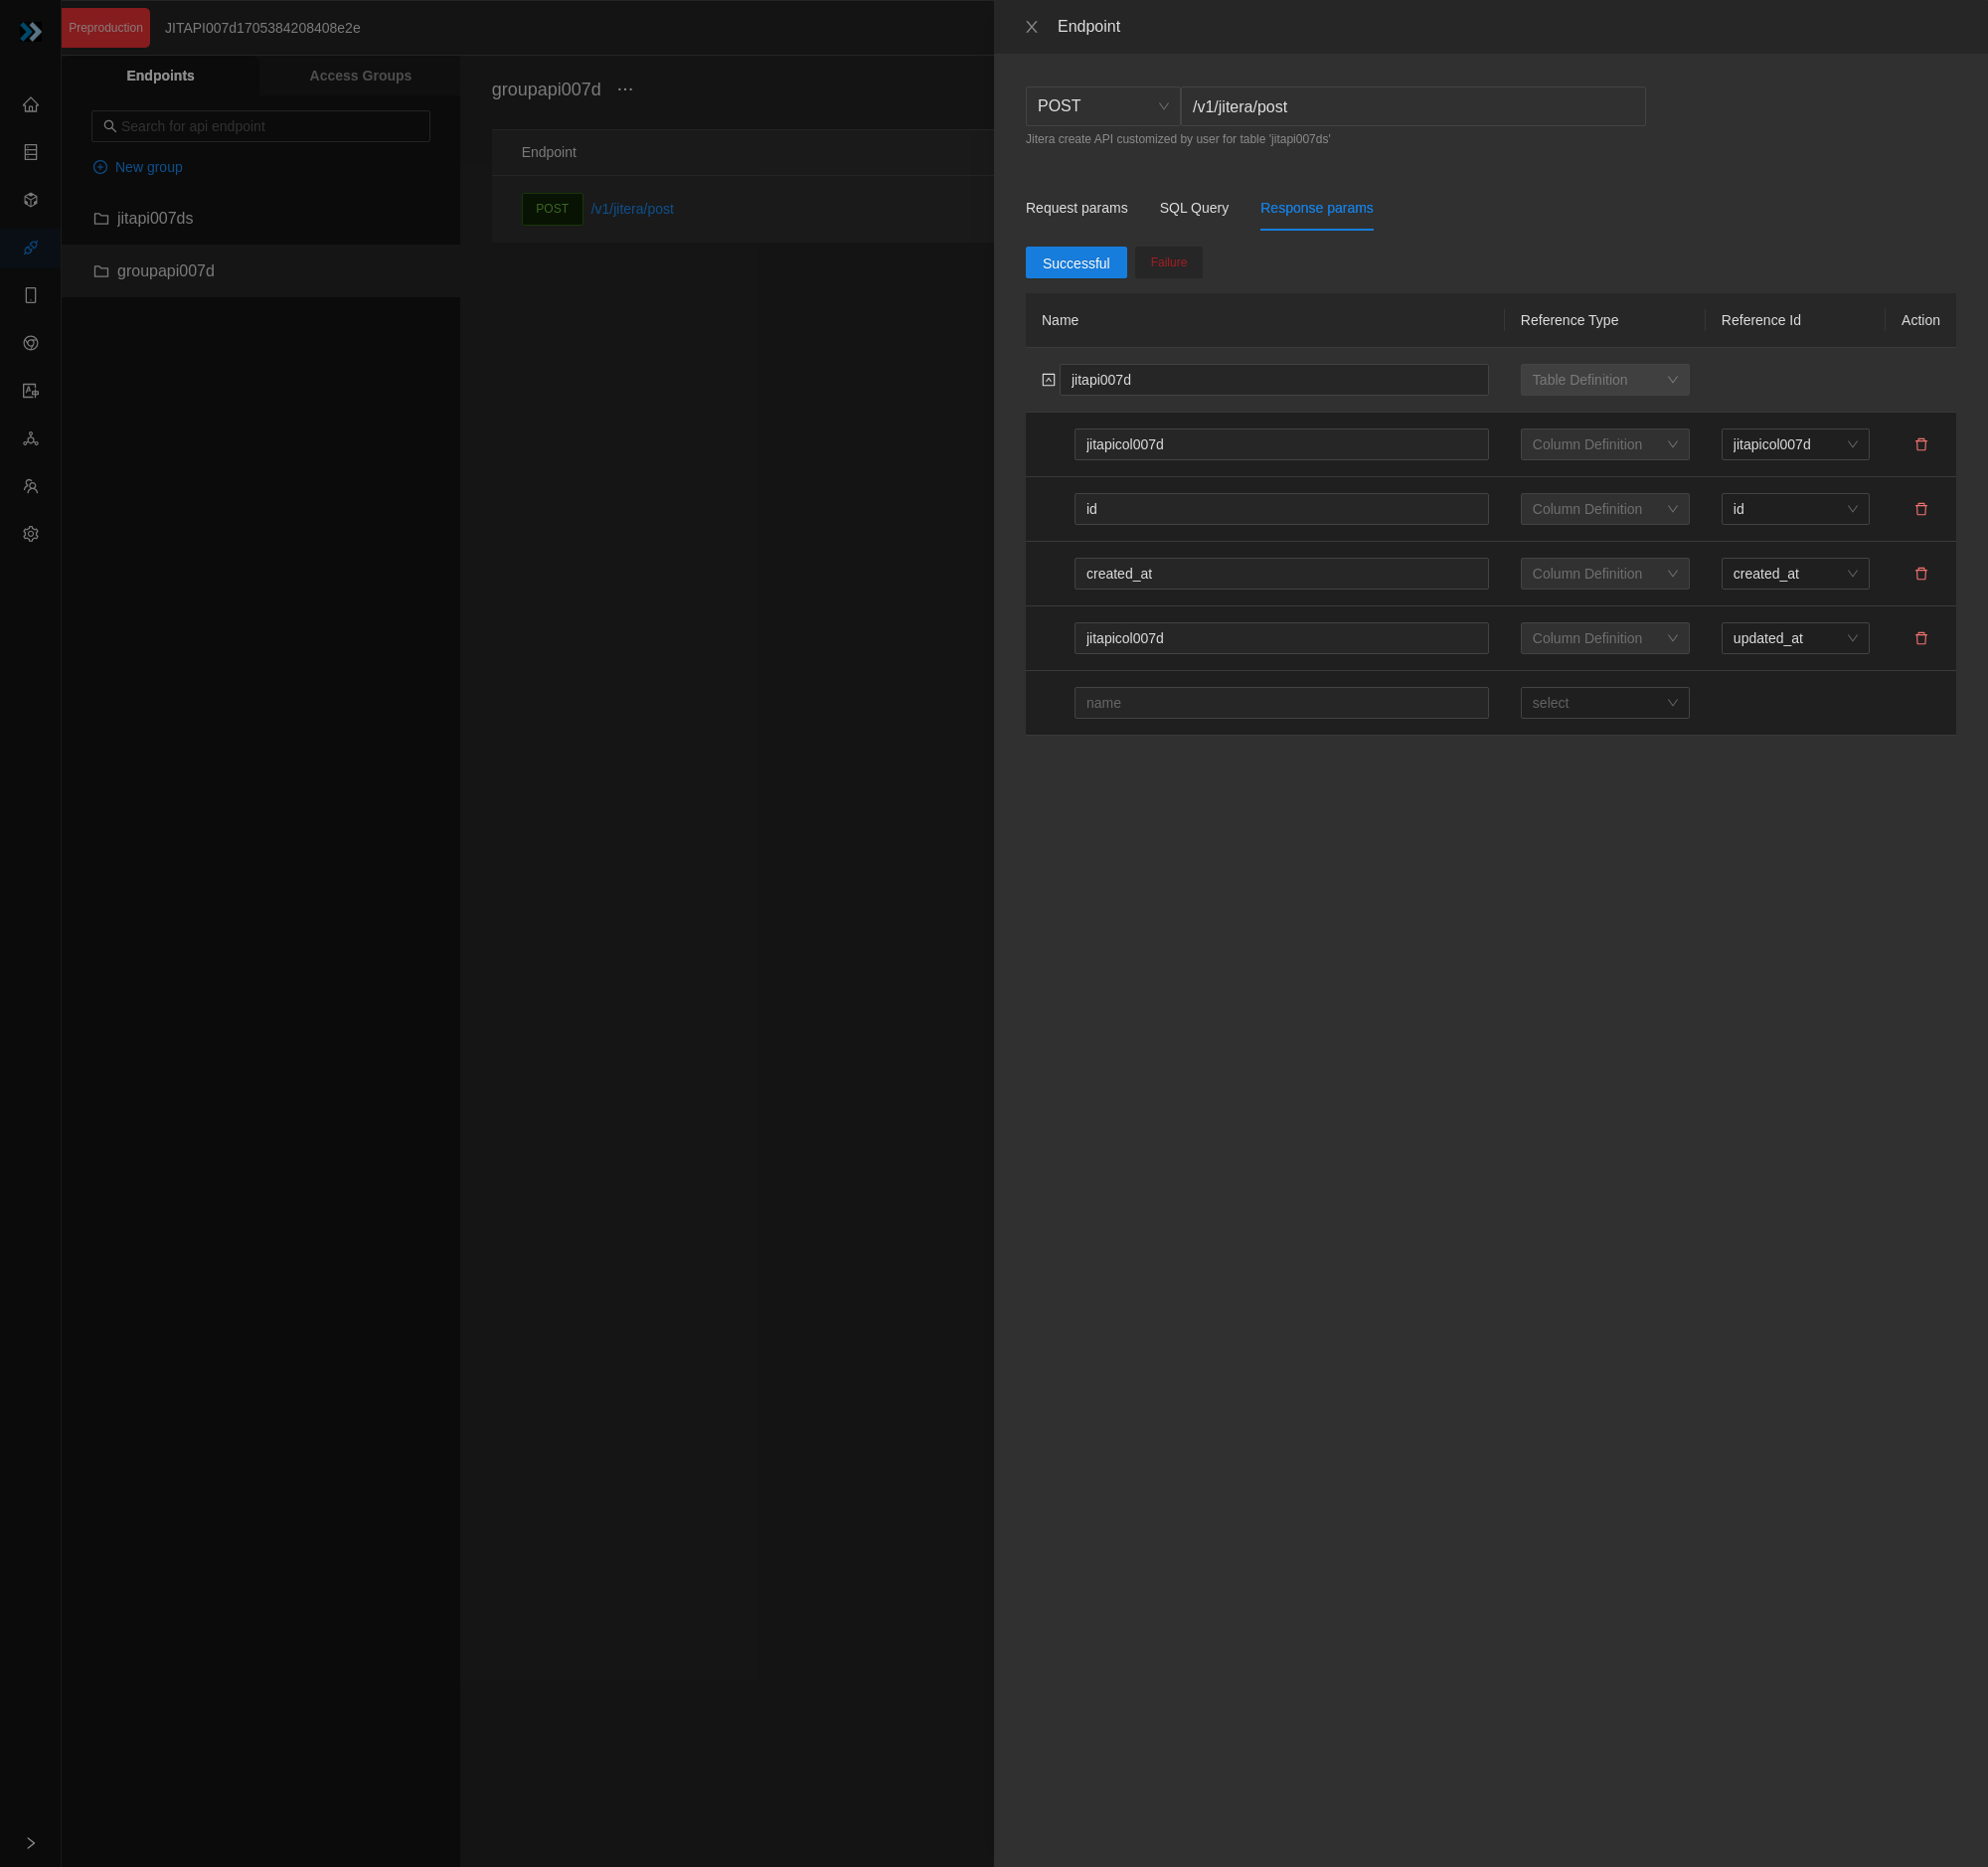 Preproduction JITAPI007d1705384208408e2e
Endpoints Access Groups
Search for api endpoint
New group
jitapi007ds
groupapi007d
groupapi007d ···
Endpoint
POST /v1/jitera/post
Endpoint
POST /v1/jitera/post
Jitera create API customized by user for table 'jitapi007ds'
Request params SQL Query Response params
Successful Failure
Name Reference Type Reference Id Action
jitapi007d Table Definition
jitapicol007d Column Definition jitapicol007d
id Column Definition id
created_at Column Definition created_at
jitapicol007d Column Definition updated_at
name select